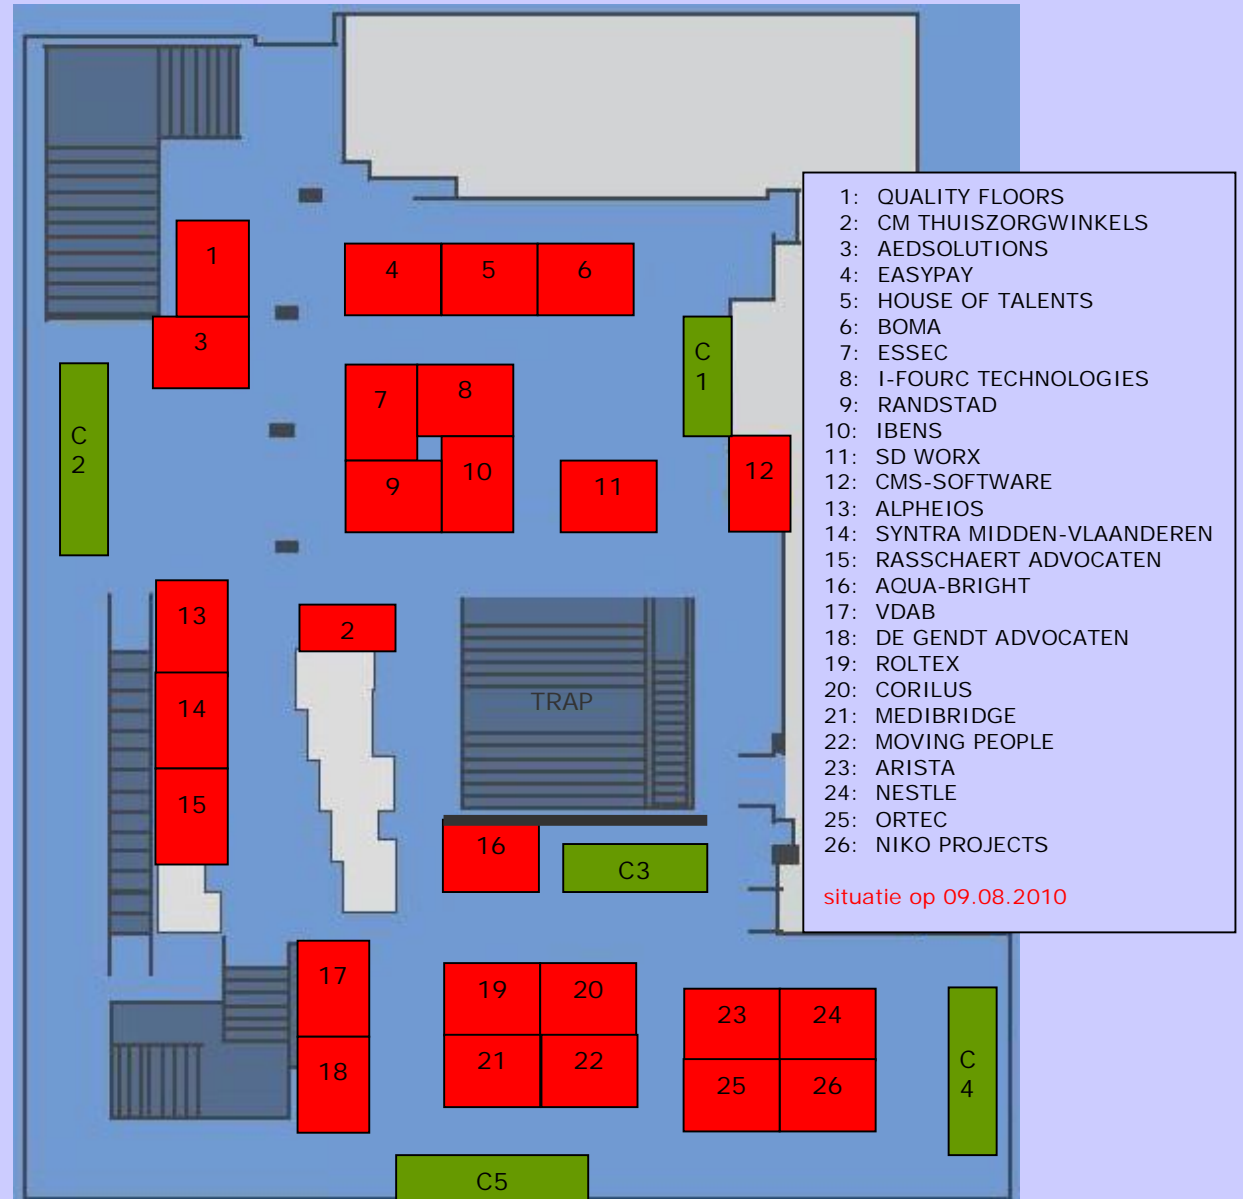 1: QUALITY FLOORS
2: CM THUISZORGWINKELS
3: AEDSOLUTIONS
4: EASYPAY
5: HOUSE OF TALENTS
6: BOMA
7: ESSEC
8: I-FOURC TECHNOLOGIES
9: RANDSTAD
10: IBENS
11: SD WORX
12: CMS-SOFTWARE
13: ALPHEIOS
14: SYNTRA MIDDEN-VLAANDEREN
15: RASSCHAERT ADVOCATEN
16: AQUA-BRIGHT
17: VDAB
18: DE GENDT ADVOCATEN
19: ROLTEX
20: CORILUS
21: MEDIBRIDGE
22: MOVING PEOPLE
23: ARISTA
24: NESTLE
25: ORTEC
26: NIKO PROJECTS
situatie op 09.08.2010
1
4
5
6
3
C
1
7
8
C
2
9
10
11
12
13
2
14
TRAP
15
16
C3
17
19
20
23
24
18
21
22
25
26
C
4
C5